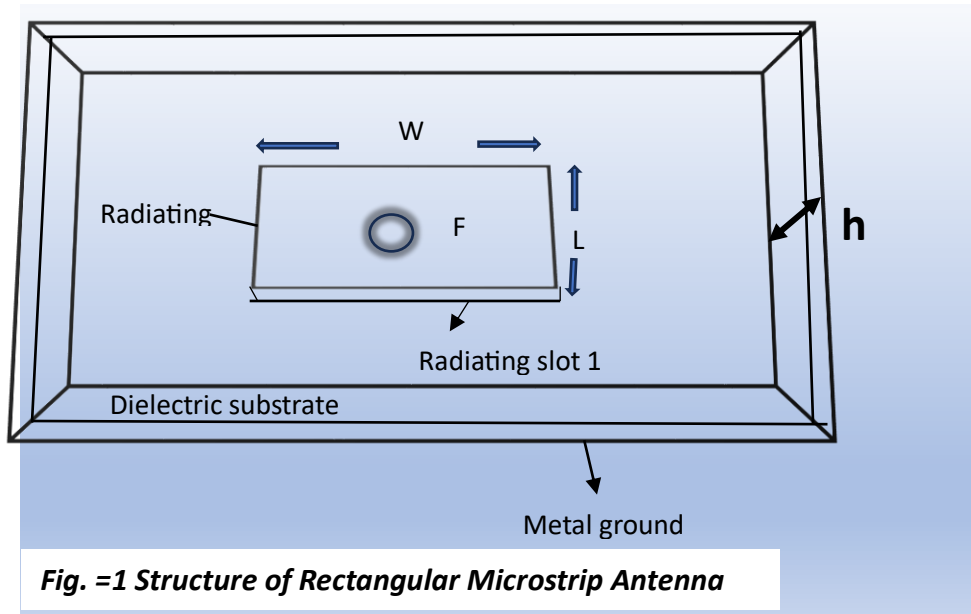 W
Radiating
F
L
h
Radiating slot 1
Dielectric substrate
Metal ground
Fig. =1 Structure of Rectangular Microstrip Antenna